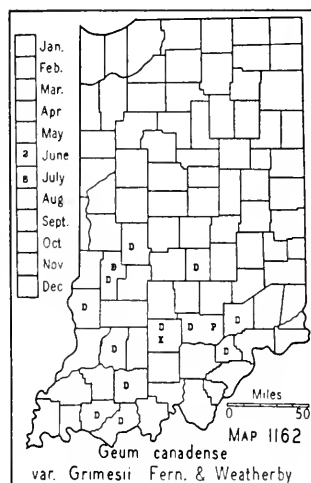 Jan.
Feb.
Mar.
Apr
May
2 June
8 July
Aug
Sept.
Oct
Nov
Dec
D
B
D
D
D
D
K
D
P
D
D
D
D
D
D
Miles
0
50
MAP 1162
Geum canadense
var. Grimesii Fern. & Weatherby